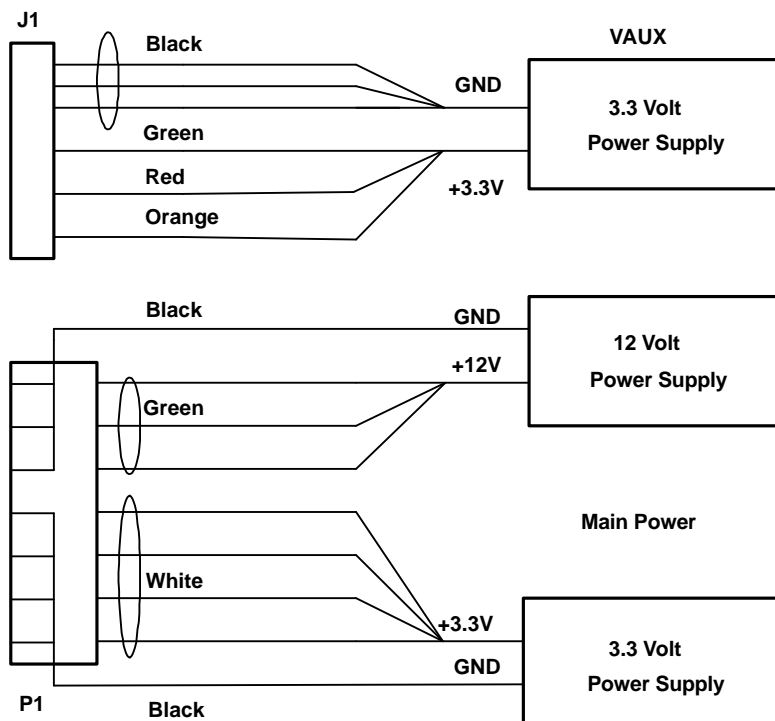 J1
Black
VAUX
GND
3.3 Volt
Power Supply
Green
Red
+3.3V
Orange
Black
GND
12 Volt
Power Supply
+12V
Green
Main Power
White
+3.3V
3.3 Volt
Power Supply
GND
P1
Black